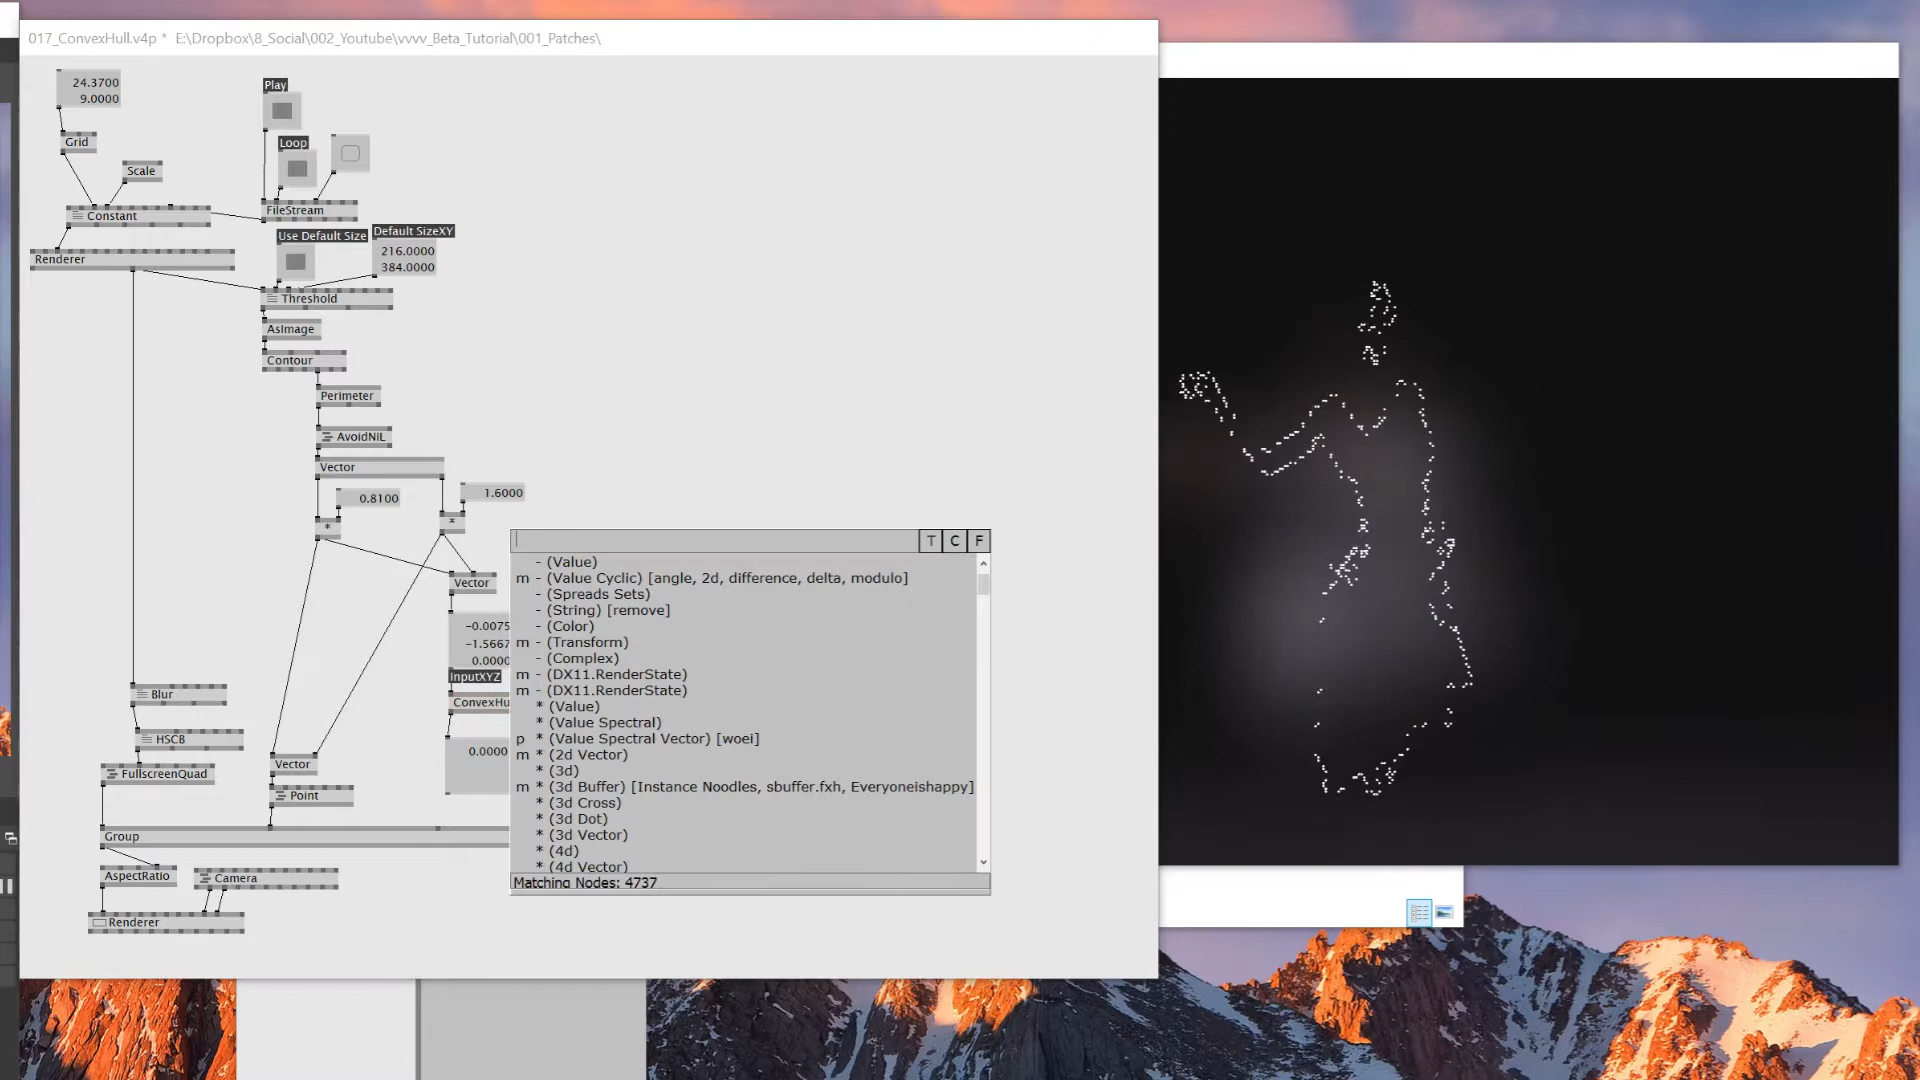 017_ConvexHull.v4p * E:\Dropbox\8_Social\002_Youtube\vvvv_Beta_Tutorial\001_Patches\
24.3700
9.0000
Play
Grid
Loop
Scale
Constant
FileStream
Use Default Size
Default SizeXY
216.0000
384.0000
Renderer
Threshold
AsImage
Contour
Perimeter
AvoidNIL
Vector
0.8100
1.6000
*
*
Vector
-0.0075
-1.5667
0.0000
InputXYZ
ConvexHu
0.0000
Blur
HSCB
FullscreenQuad
Vector
Point
Group
AspectRatio
Camera
Renderer
T C F
- (Value)
m - (Value Cyclic) [angle, 2d, difference, delta, modulo]
- (Spreads Sets)
- (String) [remove]
- (Color)
m - (Transform)
- (Complex)
m - (DX11.RenderState)
m - (DX11.RenderState)
* (Value)
* (Value Spectral)
p * (Value Spectral Vector) [woei]
m * (2d Vector)
* (3d)
m * (3d Buffer) [Instance Noodles, sbuffer.fxh, Everyoneishappy]
* (3d Cross)
* (3d Dot)
* (3d Vector)
* (4d)
* (4d Vector)
Matching Nodes: 4737